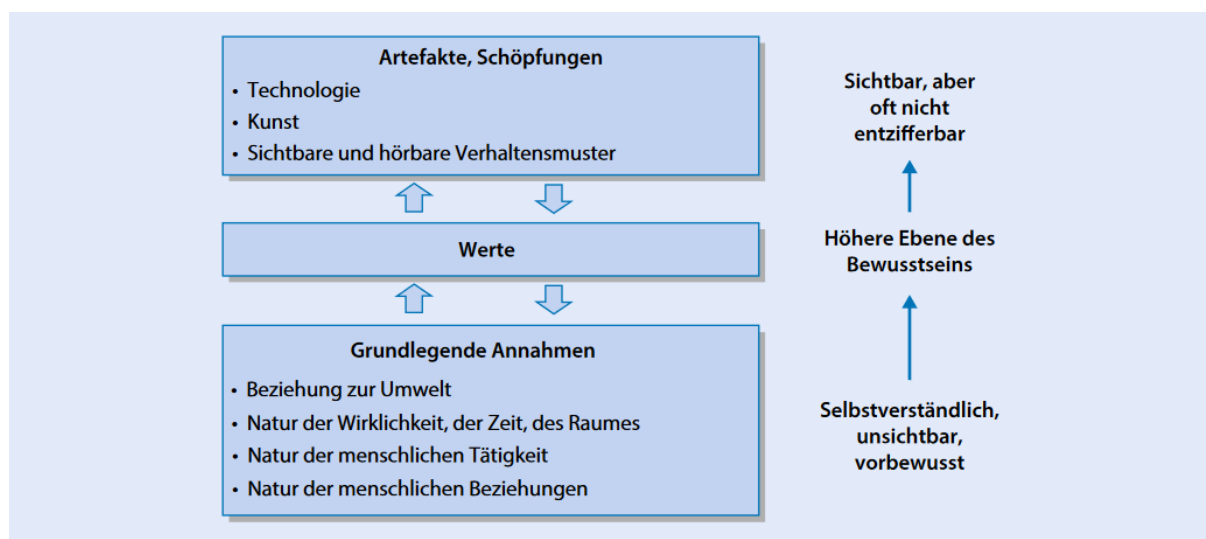 Artefakte, Schöpfungen
• Technologie
• Kunst
• Sichtbare und hörbare Verhaltensmuster
Sichtbar, aber
oft nicht
entzifferbar
Werte
Höhere Ebene des
Bewusstseins
Grundlegende Annahmen
• Beziehung zur Umwelt
• Natur der Wirklichkeit, der Zeit, des Raumes
• Natur der menschlichen Tätigkeit
• Natur der menschlichen Beziehungen
Selbstverständlich,
unsichtbar,
vorbewusst